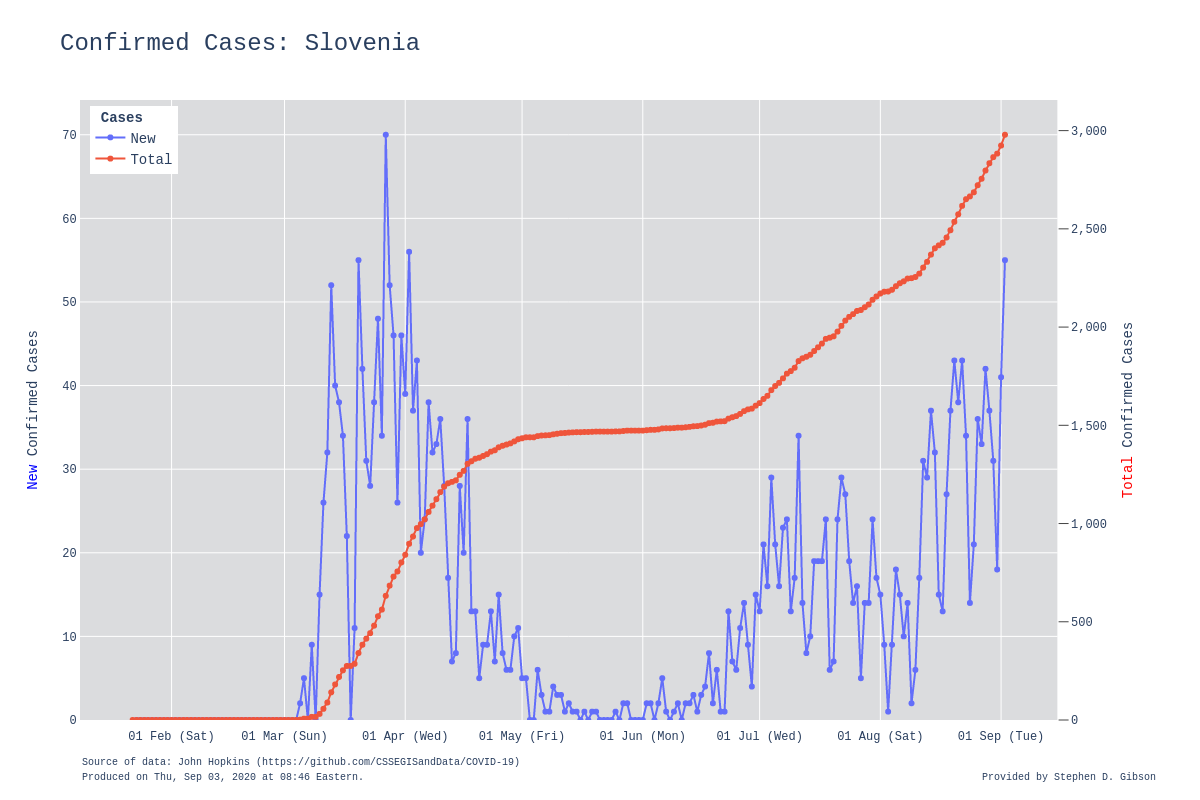 Confirmed Cases: Slovenia
Cases
New
Total
70
60
50
40
30
20
10
0
3,000
2,500
2,000
1,500
1,000
500
0
New Confirmed Cases
Total Confirmed Cases
01 Feb (Sat)
01 Mar (Sun)
01 Apr (Wed)
01 May (Fri)
01 Jun (Mon)
01 Jul (Wed)
01 Aug (Sat)
01 Sep (Tue)
Source of data: John Hopkins (https://github.com/CSSEGISandData/COVID-19)
Produced on Thu, Sep 03, 2020 at 08:46 Eastern.
Provided by Stephen D. Gibson